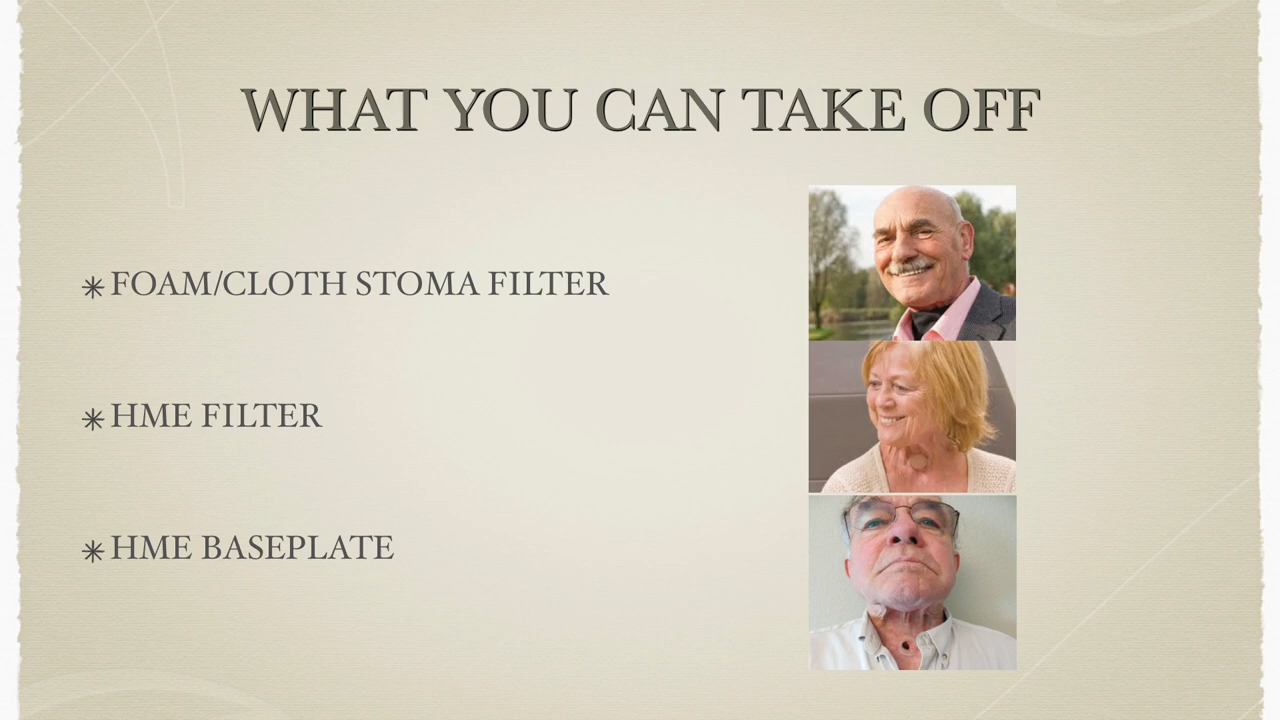 WHAT YOU CAN TAKE OFF
✳FOAM/CLOTH STOMA FILTER
✳HME FILTER
✳HME BASEPLATE